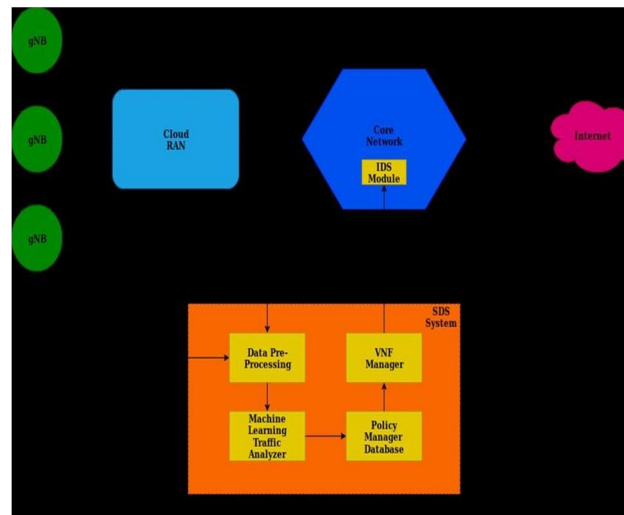 gNB
gNB
gNB
Cloud
RAN
Core
Network
IDS
Module
Internet
SDS
System
Data Pre-
Processing
VNF
Manager
Machine
Learning
Traffic
Analyzer
Policy
Manager
Database